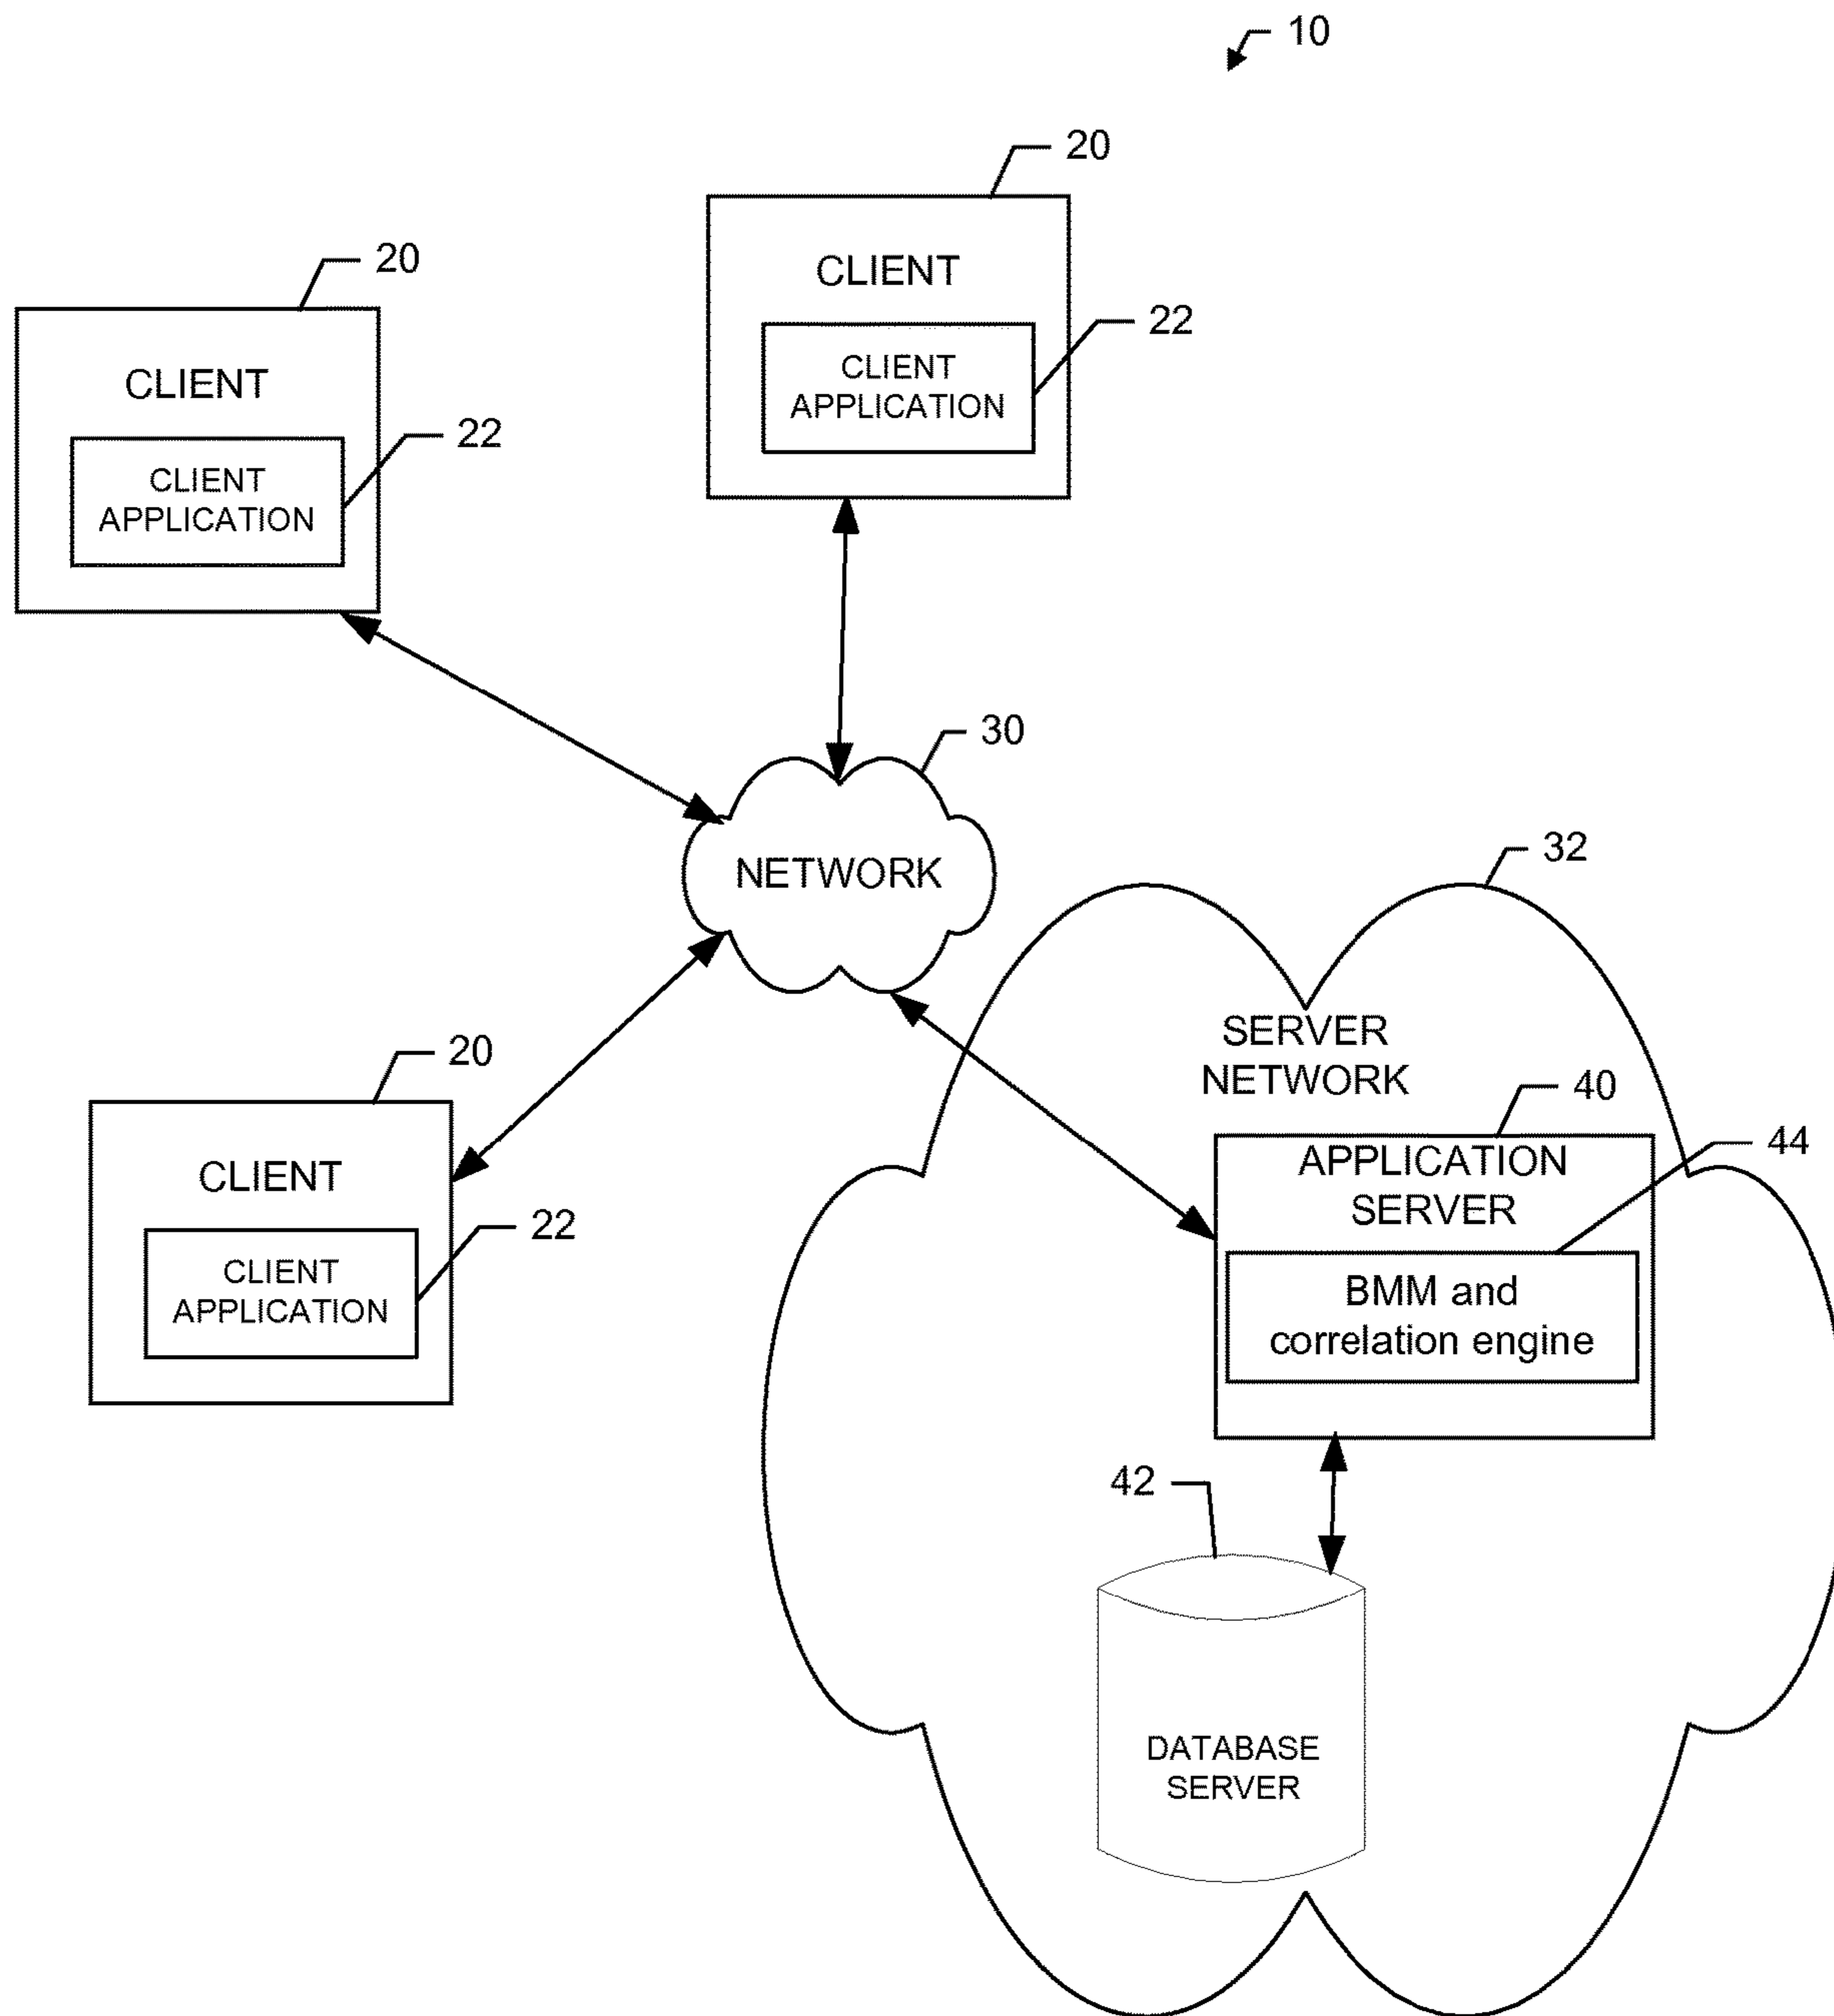 10
20
CLIENT
22
CLIENT
APPLICATION
20
CLIENT
22
CLIENT
APPLICATION
30
NETWORK
32
SERVER
NETWORK
20
CLIENT
22
CLIENT
APPLICATION
40
44
APPLICATION
SERVER
BMM and
correlation engine
42
DATABASE
SERVER